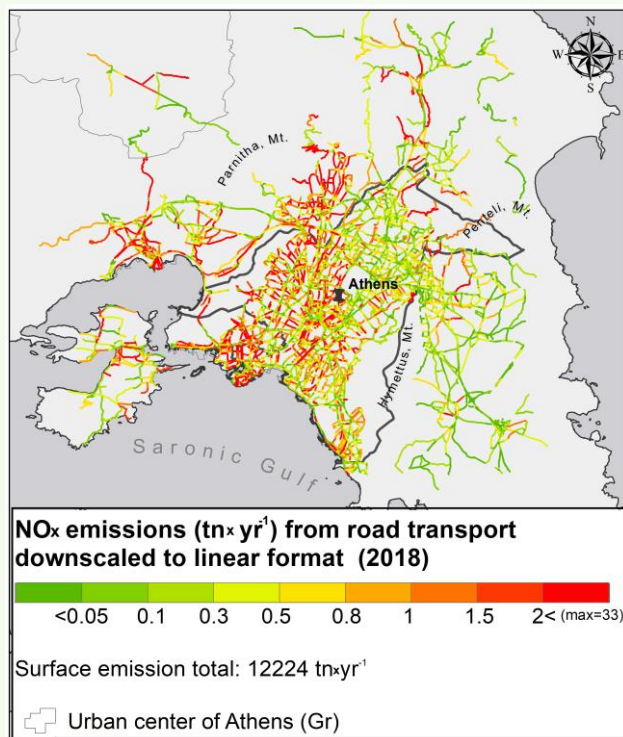 N
W E
S
Parnitha, Mt.
Penteli, Mt.
Athens
Hymettus, Mt.
Saronic Gulf
NOx emissions (tnx yr⁻¹) from road transport
downscaled to linear format (2018)
<0.05 0.1 0.3 0.5 0.8 1 1.5 2< (max=33)
Surface emission total: 12224 tnxyr⁻¹
Urban center of Athens (Gr)